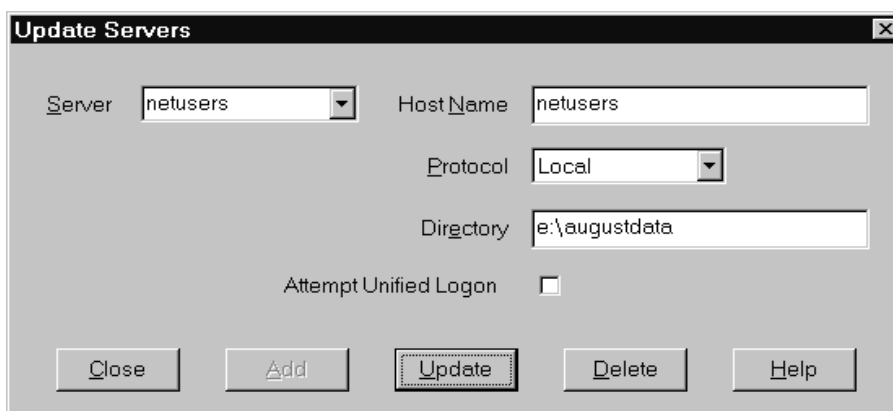 Update Servers
Server netusers Host Name netusers
Protocol Local
Directory e:\augustdata
Attempt Unified Logon
Close Add Update Delete Help